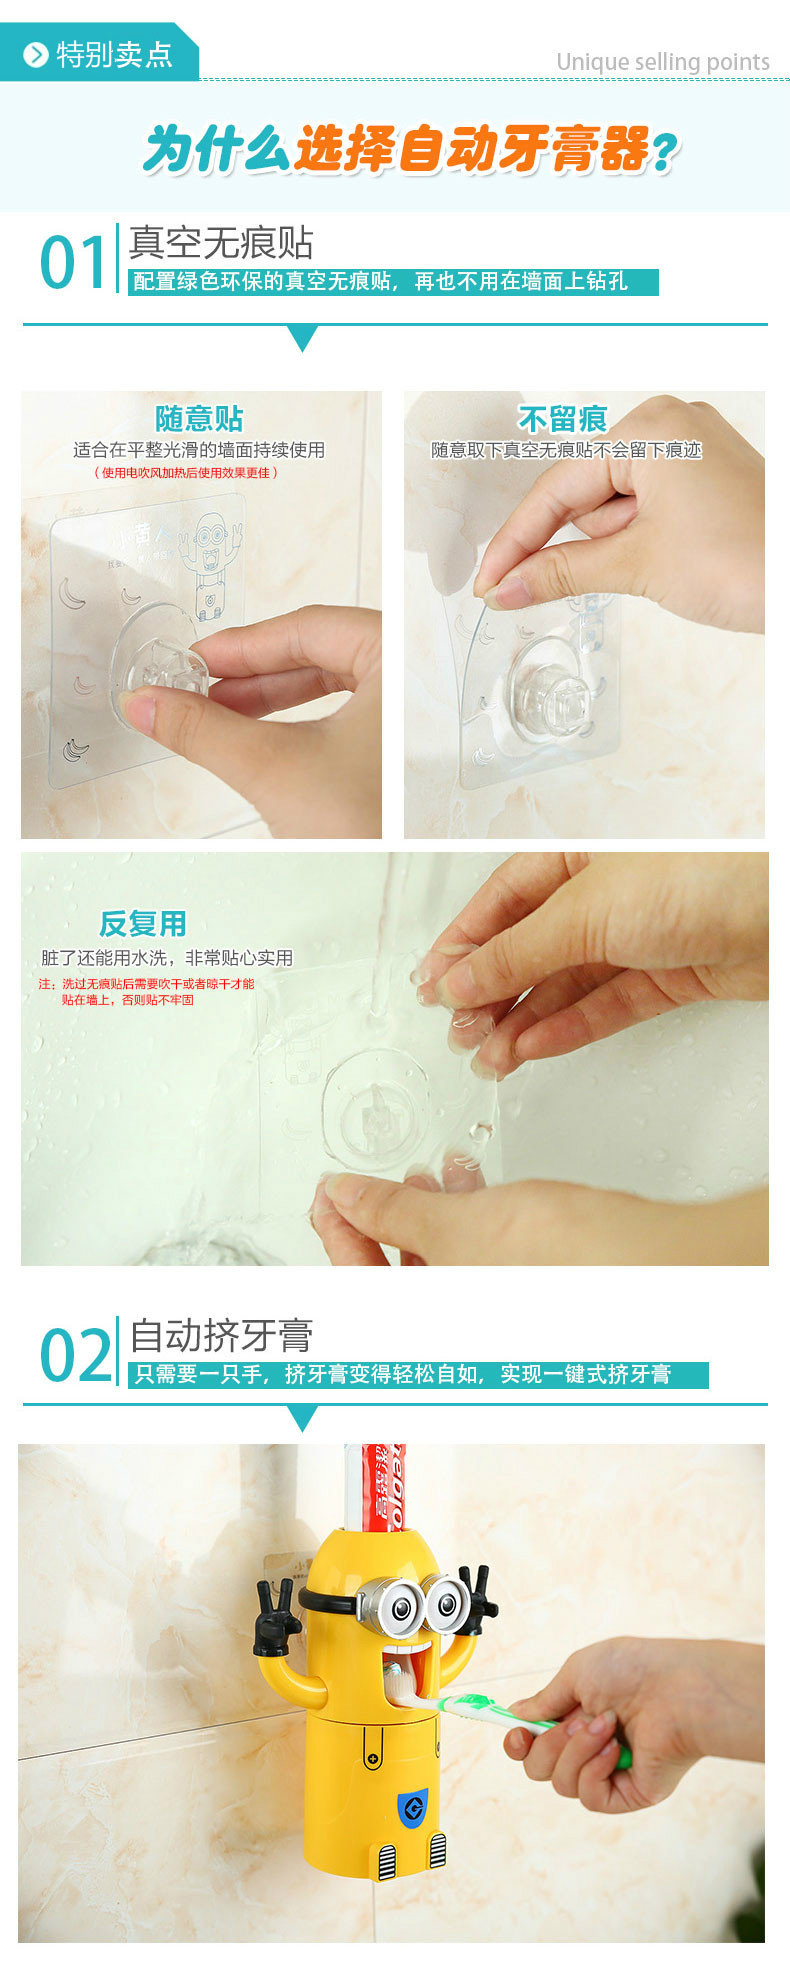 特别卖点
Unique selling points
为什么选择自动牙膏器?
01
真空无痕贴
配置绿色环保的真空无痕贴，再也不用在墙面上钻孔
随意贴
适合在平整光滑的墙面持续使用
（使用电吹风加热后使用效果更佳）
不留痕
随意取下真空无痕贴不会留下痕迹
小黄人
反复用
脏了还能用水洗，非常贴心实用
注：洗过无痕贴后需要吹干或者晾干才能
贴在墙上，否则贴不牢固
02
自动挤牙膏
只需要一只手，挤牙膏变得轻松自如，实现一键式挤牙膏
G